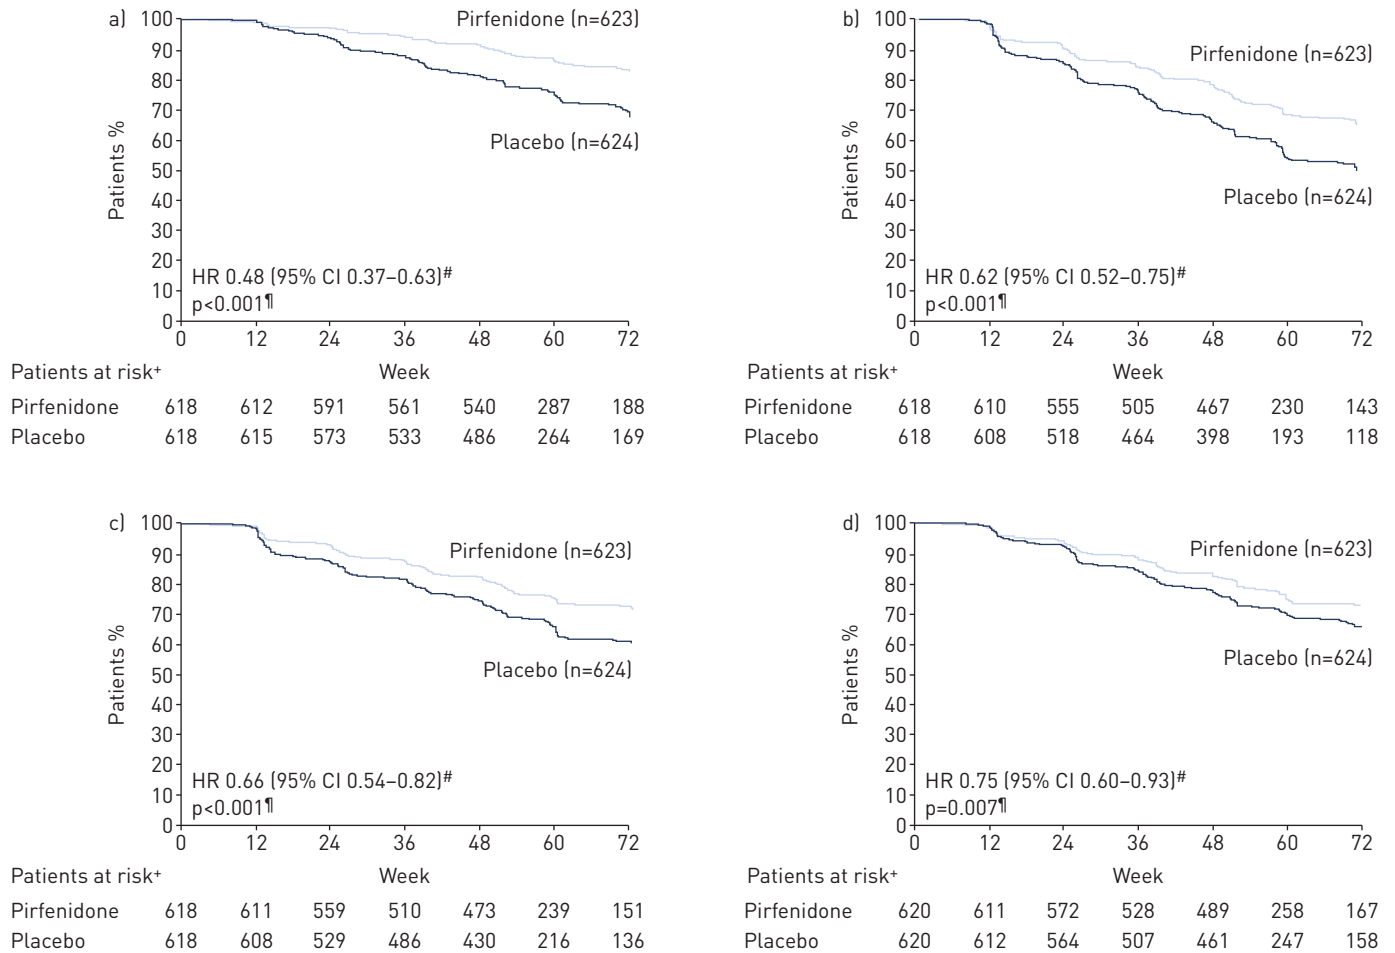 a)
Pirfenidone (n=623)
100
90
80
70
60
50
40
30
20
10
0
Patients %
Placebo (n=624)
HR 0.48 (95% CI 0.37–0.63)#
p<0.001¶
0 12 24 36 48 60 72
Patients at risk+ Week
Pirfenidone 618 612 591 561 540 287 188
Placebo 618 615 573 533 486 264 169
b)
100
90
80
70
60
50
40
30
20
10
0
Patients %
Pirfenidone (n=623)
Placebo (n=624)
HR 0.62 (95% CI 0.52–0.75)#
p<0.001¶
0 12 24 36 48 60 72
Patients at risk+ Week
Pirfenidone 618 610 555 505 467 230 143
Placebo 618 608 518 464 398 193 118
c)
100
90
80
70
60
50
40
30
20
10
0
Patients %
Pirfenidone (n=623)
Placebo (n=624)
HR 0.66 (95% CI 0.54–0.82)#
p<0.001¶
0 12 24 36 48 60 72
Patients at risk+ Week
Pirfenidone 618 611 559 510 473 239 151
Placebo 618 608 529 486 430 216 136
d)
100
90
80
70
60
50
40
30
20
10
0
Patients %
Pirfenidone (n=623)
Placebo (n=624)
HR 0.75 (95% CI 0.60–0.93)#
p=0.007¶
0 12 24 36 48 60 72
Patients at risk+ Week
Pirfenidone 620 611 572 528 489 258 167
Placebo 620 612 564 507 461 247 158